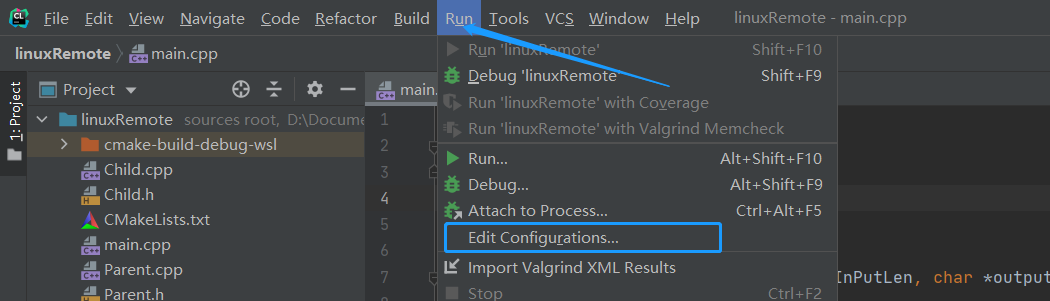 CL File Edit View Navigate Code Refactor Build Run Tools VCS Window Help linuxRemote - main.cpp
linuxRemote main.cpp
Run 'linuxRemote' Shift+F10
1: Project
Project
Debug 'linuxRemote' Shift+F9
main.
Run 'linuxRemote' with Coverage
linuxRemote sources root, D:\Docume
1
Run 'linuxRemote' with Valgrind Memcheck
cmake-build-debug-wsl
2
Run... Alt+Shift+F10
Child.cpp
3
Debug... Alt+Shift+F9
Child.h
4
Attach to Process... Ctrl+Alt+F5
CMakeLists.txt
5
Edit Configurations...
main.cpp
6
Import Valgrind XML Results
Parent.cpp
7
InPutLen, char *output
Parent.h
8
Stop Ctrl+F2